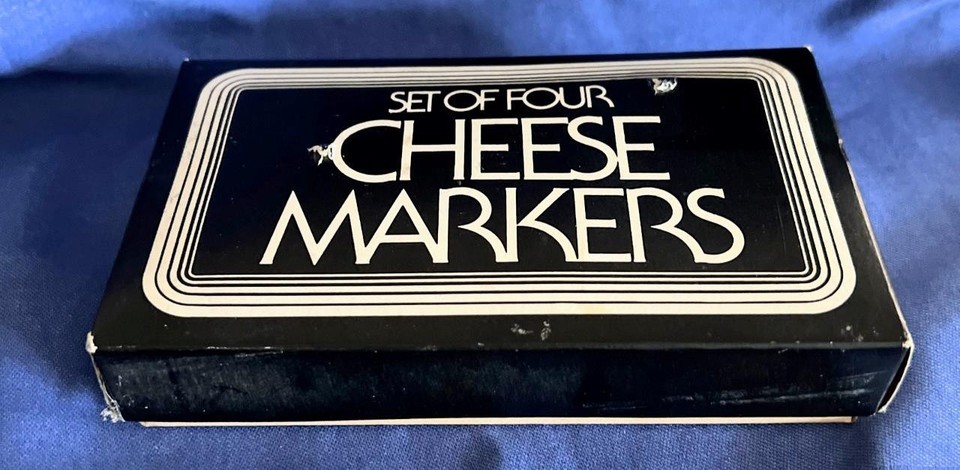 SET OF FOUR
CHEESE
MARKERS